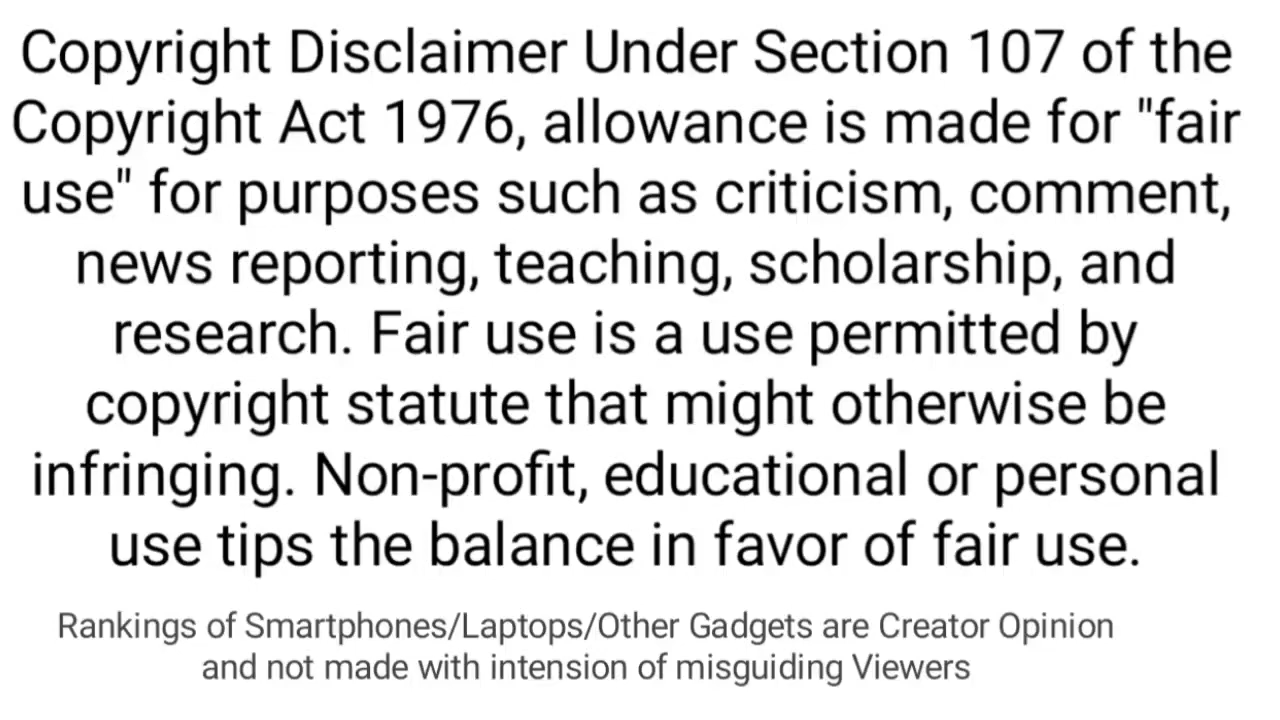 Copyright Disclaimer Under Section 107 of the
Copyright Act 1976, allowance is made for "fair
use" for purposes such as criticism, comment,
news reporting, teaching, scholarship, and
research. Fair use is a use permitted by
copyright statute that might otherwise be
infringing. Non-profit, educational or personal
use tips the balance in favor of fair use.
Rankings of Smartphones/Laptops/Other Gadgets are Creator Opinion
and not made with intension of misguiding Viewers